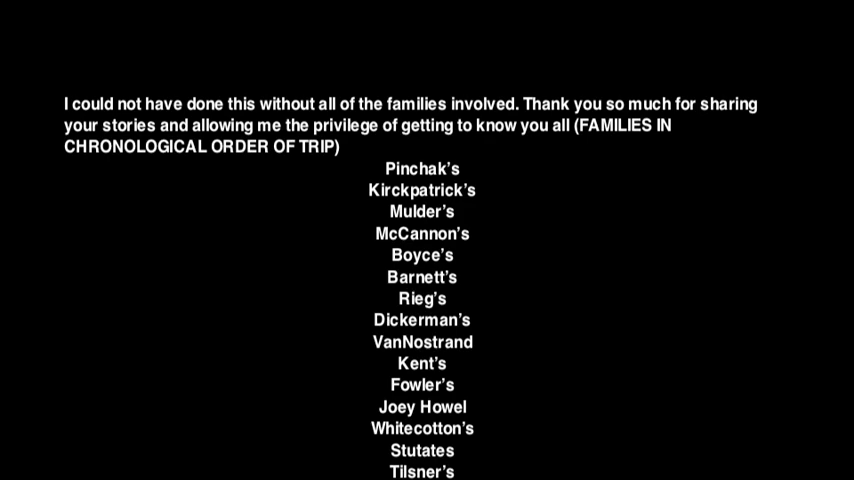 I could not have done this without all of the families involved. Thank you so much for sharing
your stories and allowing me the privilege of getting to know you all (FAMILIES IN
CHRONOLOGICAL ORDER OF TRIP)
Pinchak’s
Kirckpatrick’s
Mulder’s
McCannon’s
Boyce’s
Barnett’s
Rieg’s
Dickerman’s
VanNostrand
Kent’s
Fowler’s
Joey Howel
Whitecotton’s
Stutates
Tilsner’s